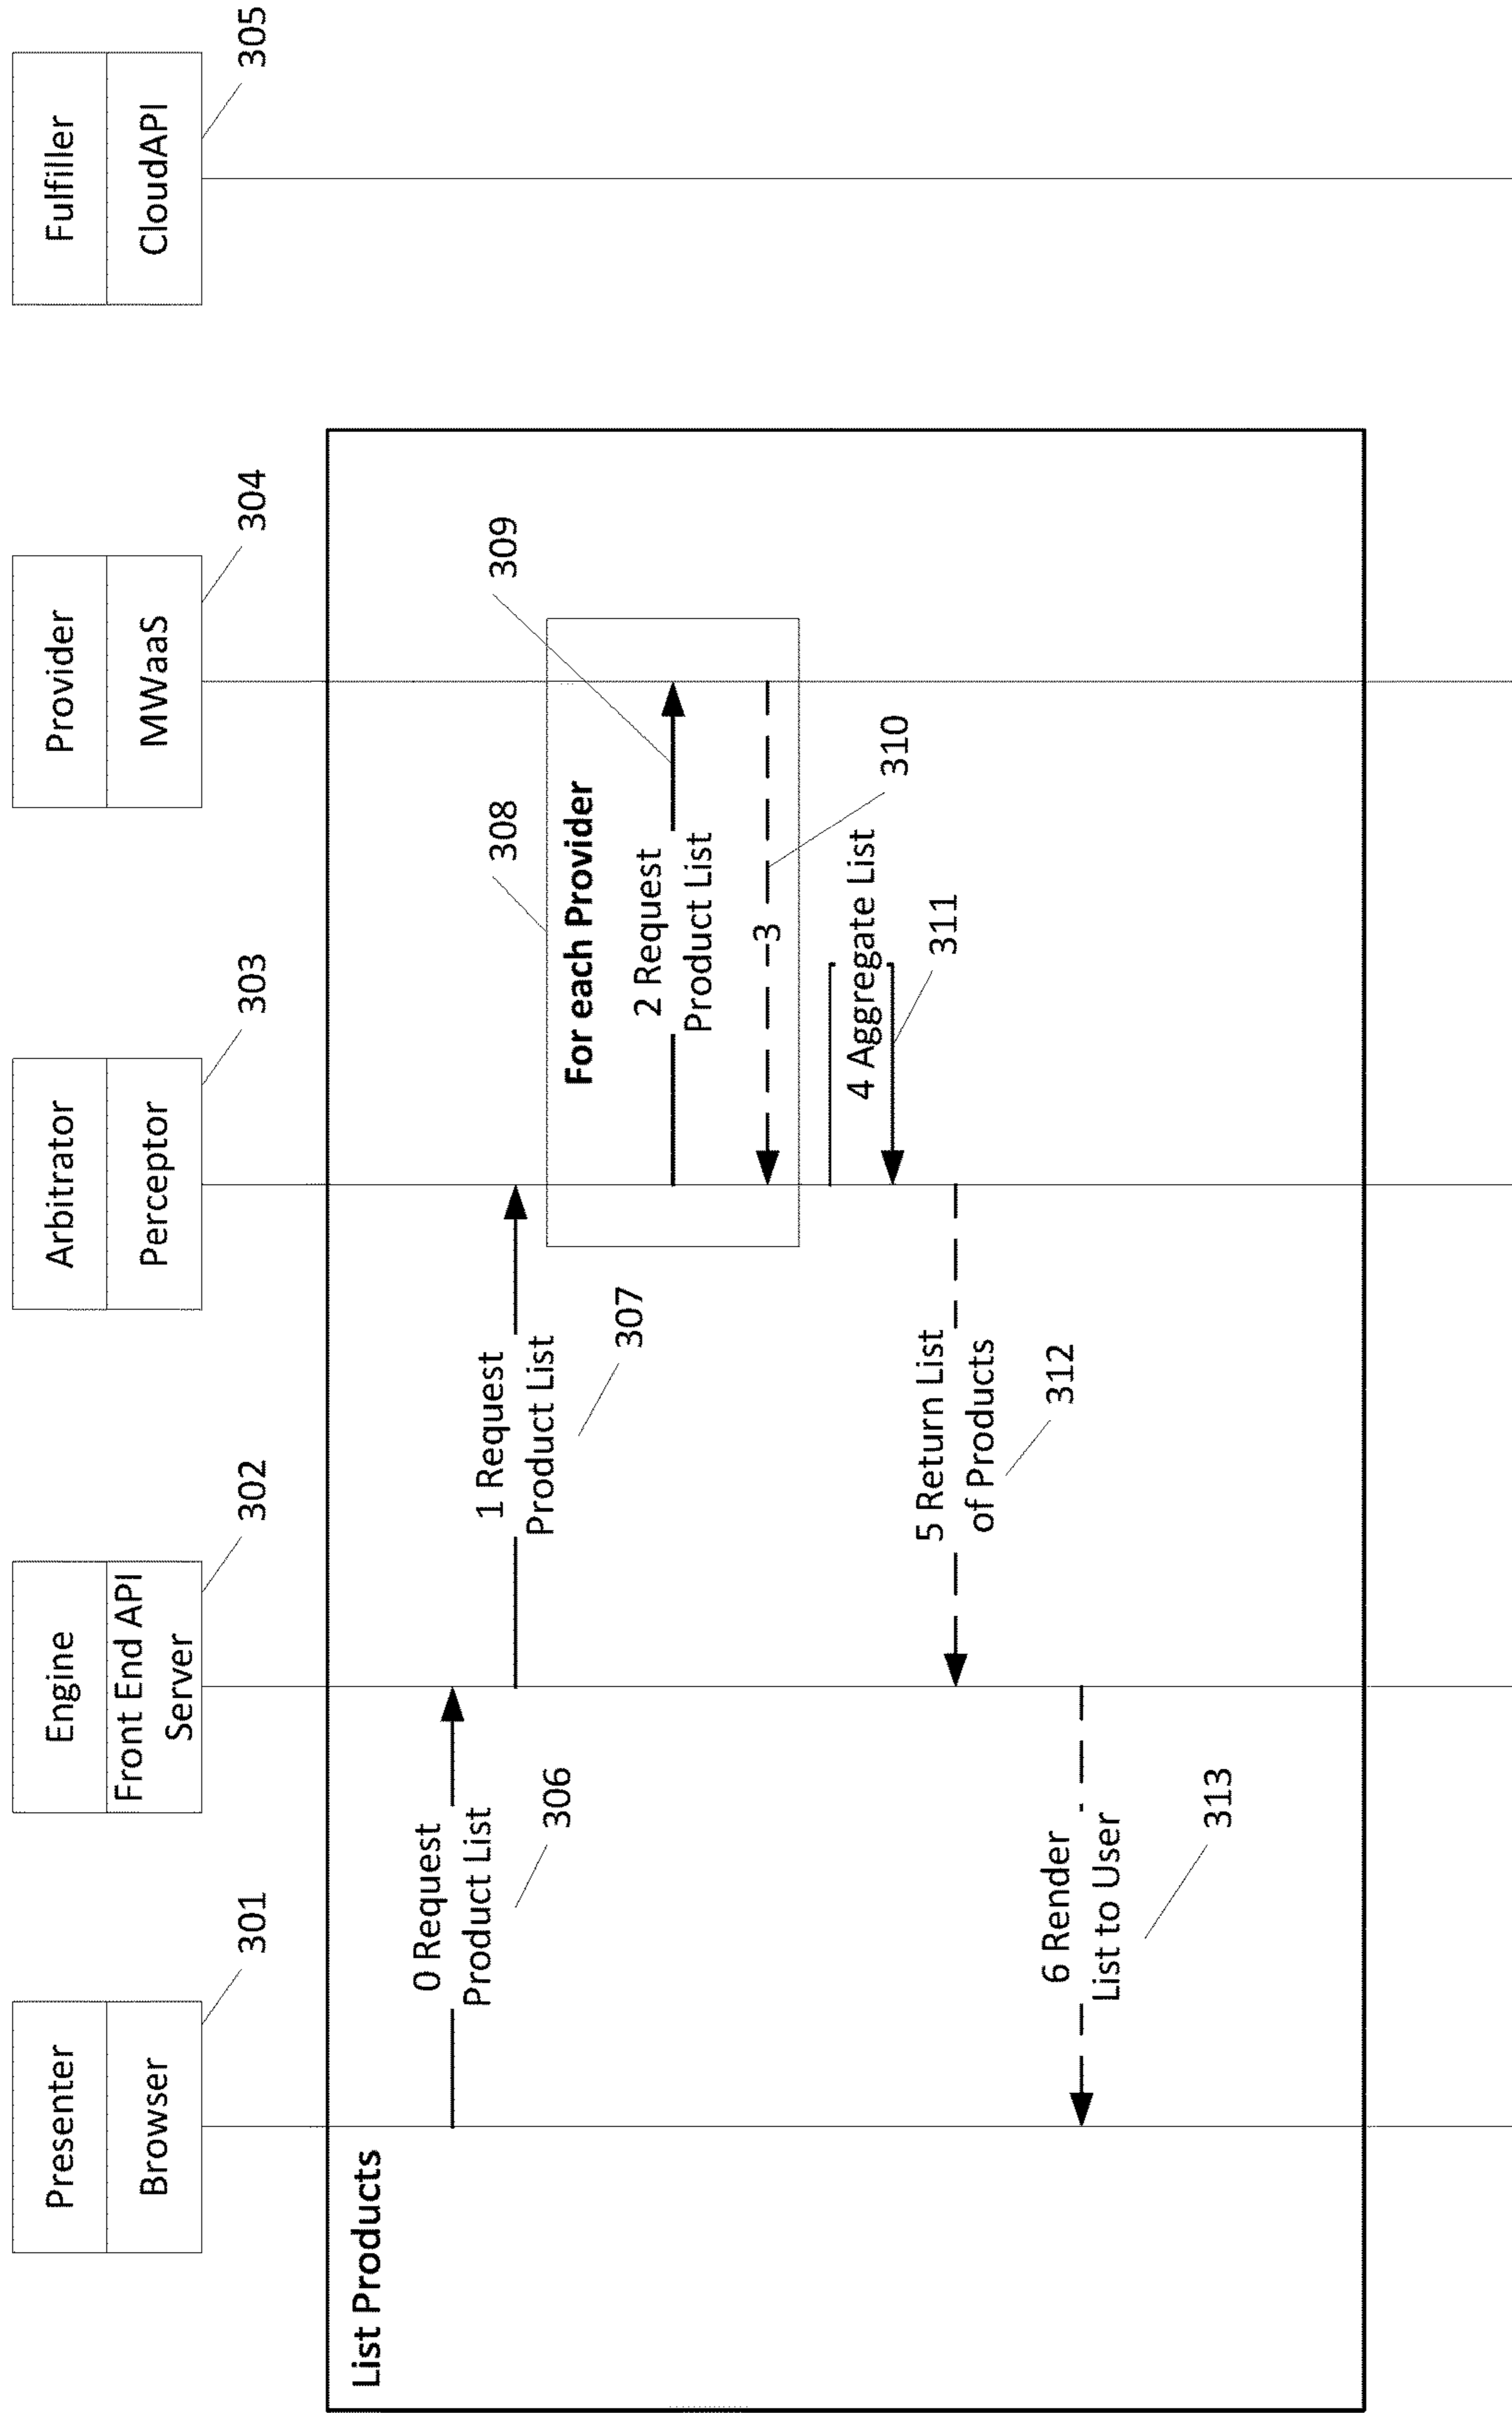 Presenter
Browser
301
Engine
Front End API
Server
302
Arbitrator
Perceptor
303
Provider
MWaaS
304
Fulfiller
CloudAPI
305
List Products
0 Request
Product List
306
1 Request
Product List
307
308
For each Provider
2 Request
Product List
309
3
310
4 Aggregate List
311
5 Return List
of Products
312
6 Render
List to User
313